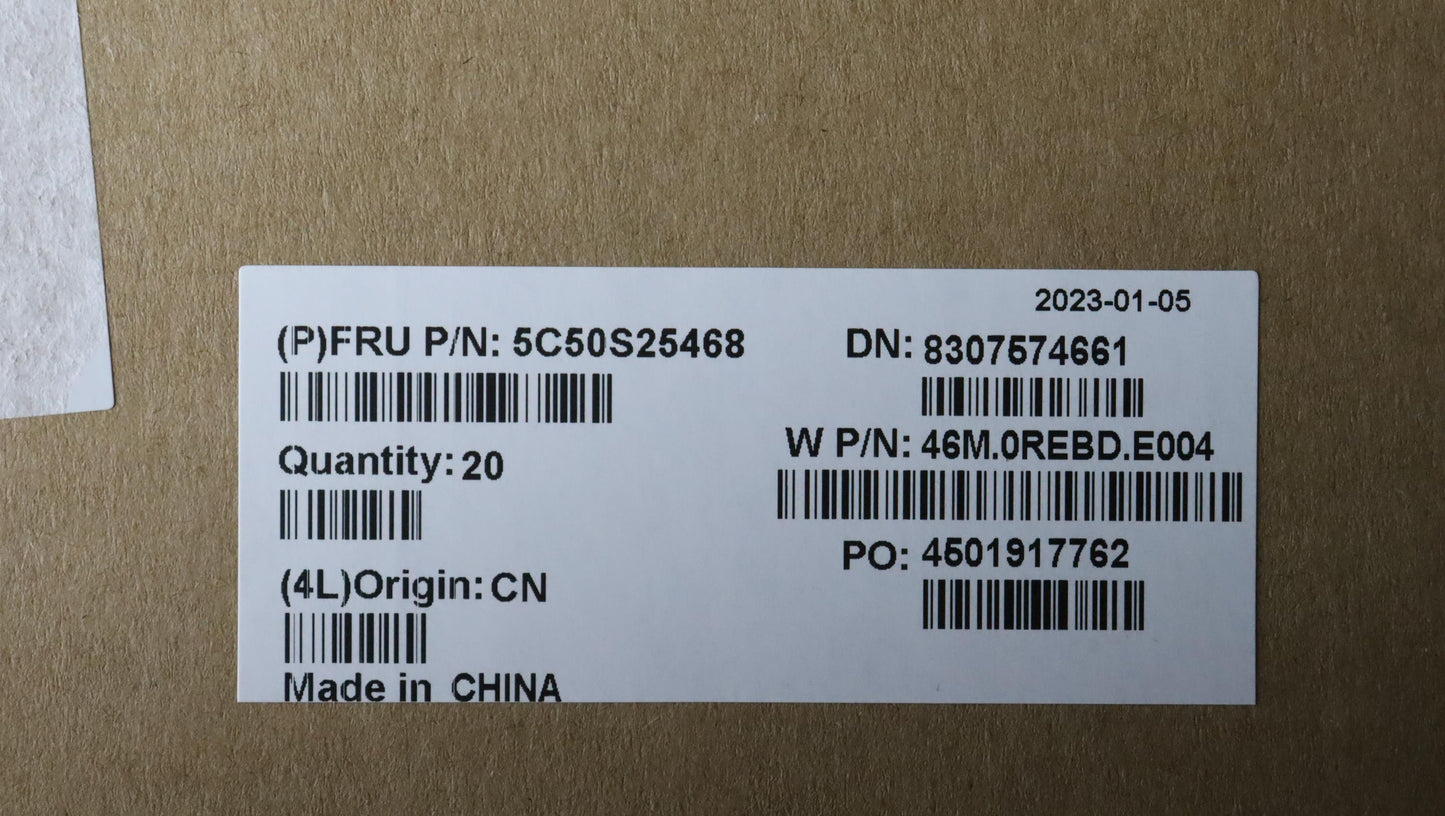 2023-01-05
(P)FRU P/N: 5C50S25468
DN: 8307574661
W P/N: 46M.0REBD.E004
Quantity: 20
PO: 4501917762
(4L)Origin: CN
Made in CHINA